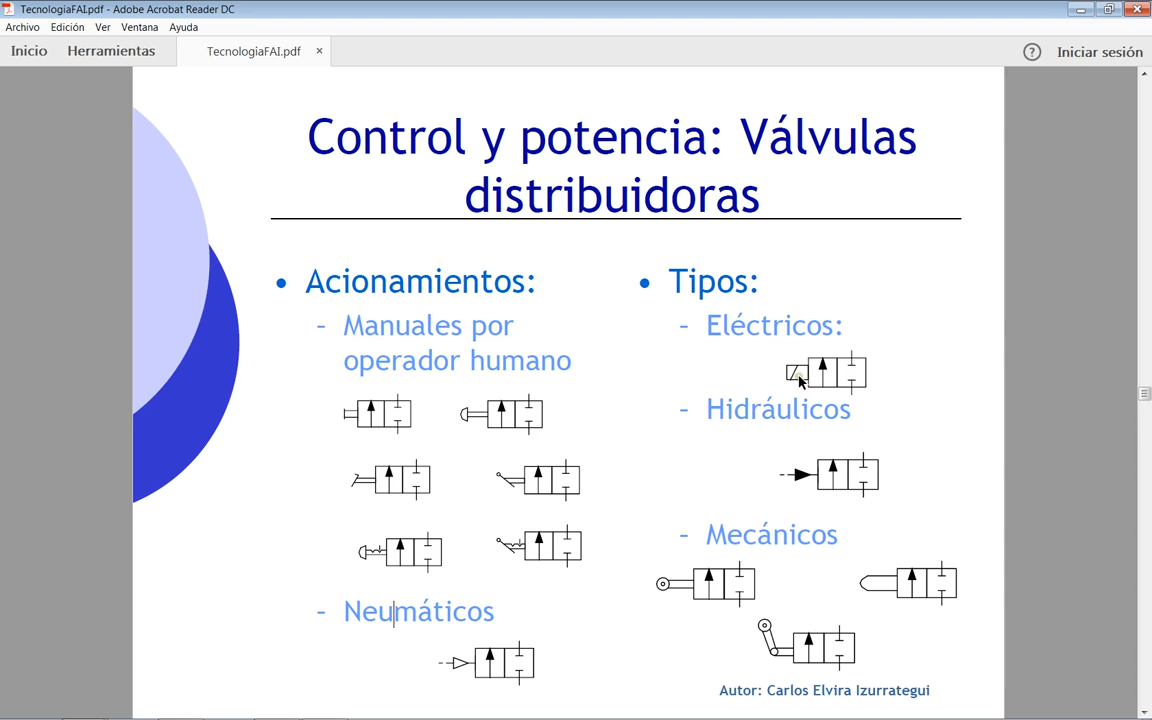 TecnologiaFAI.pdf - Adobe Acrobat Reader DC
Archivo Edición Ver Ventana Ayuda
Inicio Herramientas TecnologiaFAI.pdf × ? Iniciar sesión
Control y potencia: Válvulas
distribuidoras
• Acionamientos:
– Manuales por
operador humano
– Neumáticos
• Tipos:
– Eléctricos:
– Hidráulicos
– Mecánicos
Autor: Carlos Elvira Izurrategui